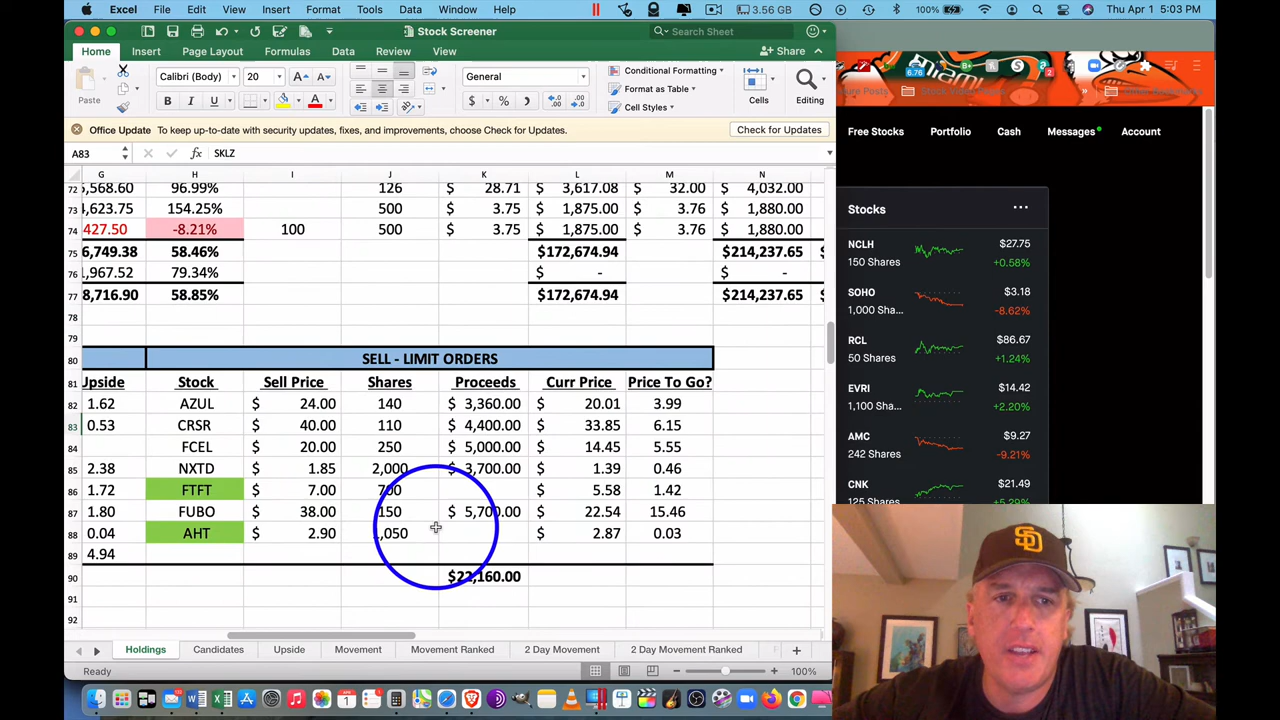 Excel File Edit View Insert Format Tools Data Window Help 3.56 GB 100% Thu Apr 1 5:03 PM
Stock Screener
Search Sheet
Home Insert Page Layout Formulas Data Review View Share
Paste Calibri (Body) 20 A A General Conditional Formatting Cells Editing
B I U $ % Format as Table
Cell Styles
Office Update To keep up-to-date with security updates, fixes, and improvements, choose Check for Updates. Check for Updates
A83 fx SKLZ
G H I J K L M N
72 5,568.60 96.99% 126 $ 28.71 $ 3,617.08 $ 32.00 $ 4,032.00
73 4,623.75 154.25% 500 $ 3.75 $ 1,875.00 $ 3.76 $ 1,880.00
74 427.50 -8.21% 100 500 $ 3.75 $ 1,875.00 $ 3.76 $ 1,880.00
75 6,749.38 58.46% $172,674.94 $214,237.65
76 1,967.52 79.34% $ - $ -
77 8,716.90 58.85% $172,674.94 $214,237.65
78
79
80 SELL - LIMIT ORDERS
81 Upside Stock Sell Price Shares Proceeds Curr Price Price To Go?
82 1.62 AZUL $ 24.00 140 $ 3,360.00 $ 20.01 3.99
83 0.53 CRSR $ 40.00 110 $ 4,400.00 $ 33.85 6.15
84 FCEL $ 20.00 250 $ 5,000.00 $ 14.45 5.55
85 2.38 NXTD $ 1.85 2,000 $ 3,700.00 $ 1.39 0.46
86 1.72 FTFT $ 7.00 700 $ 5.58 1.42
87 1.80 FUBO $ 38.00 150 $ 5,700.00 $ 22.54 15.46
88 0.04 AHT $ 2.90 1,050 $ 2.87 0.03
89 4.94
90 $22,160.00
91
92
Holdings Candidates Upside Movement Movement Ranked 2 Day Movement 2 Day Movement Ranked
Ready 100%
6.76 MIAMI 2
Free Stocks Portfolio Cash Messages Account
Stocks
NCLH $27.75
150 Shares +0.58%
SOHO $3.18
1,000 Sha... -8.62%
RCL $86.67
50 Shares +1.24%
EVRI $14.42
1,100 Sha... +2.20%
AMC $9.27
242 Shares -9.21%
CNK $21.49
125 Shares +5.29%
SD